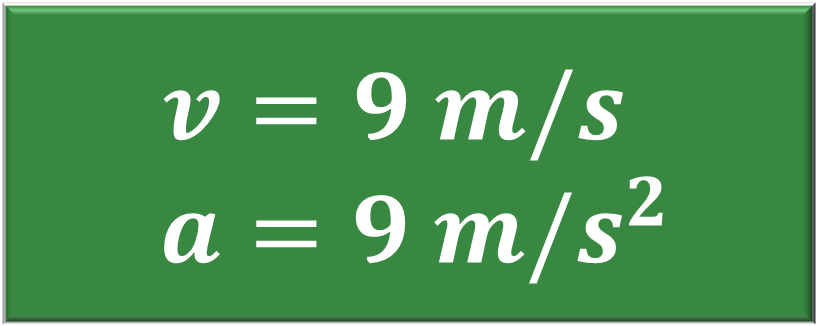 v = 9 m/s
a = 9 m/s²